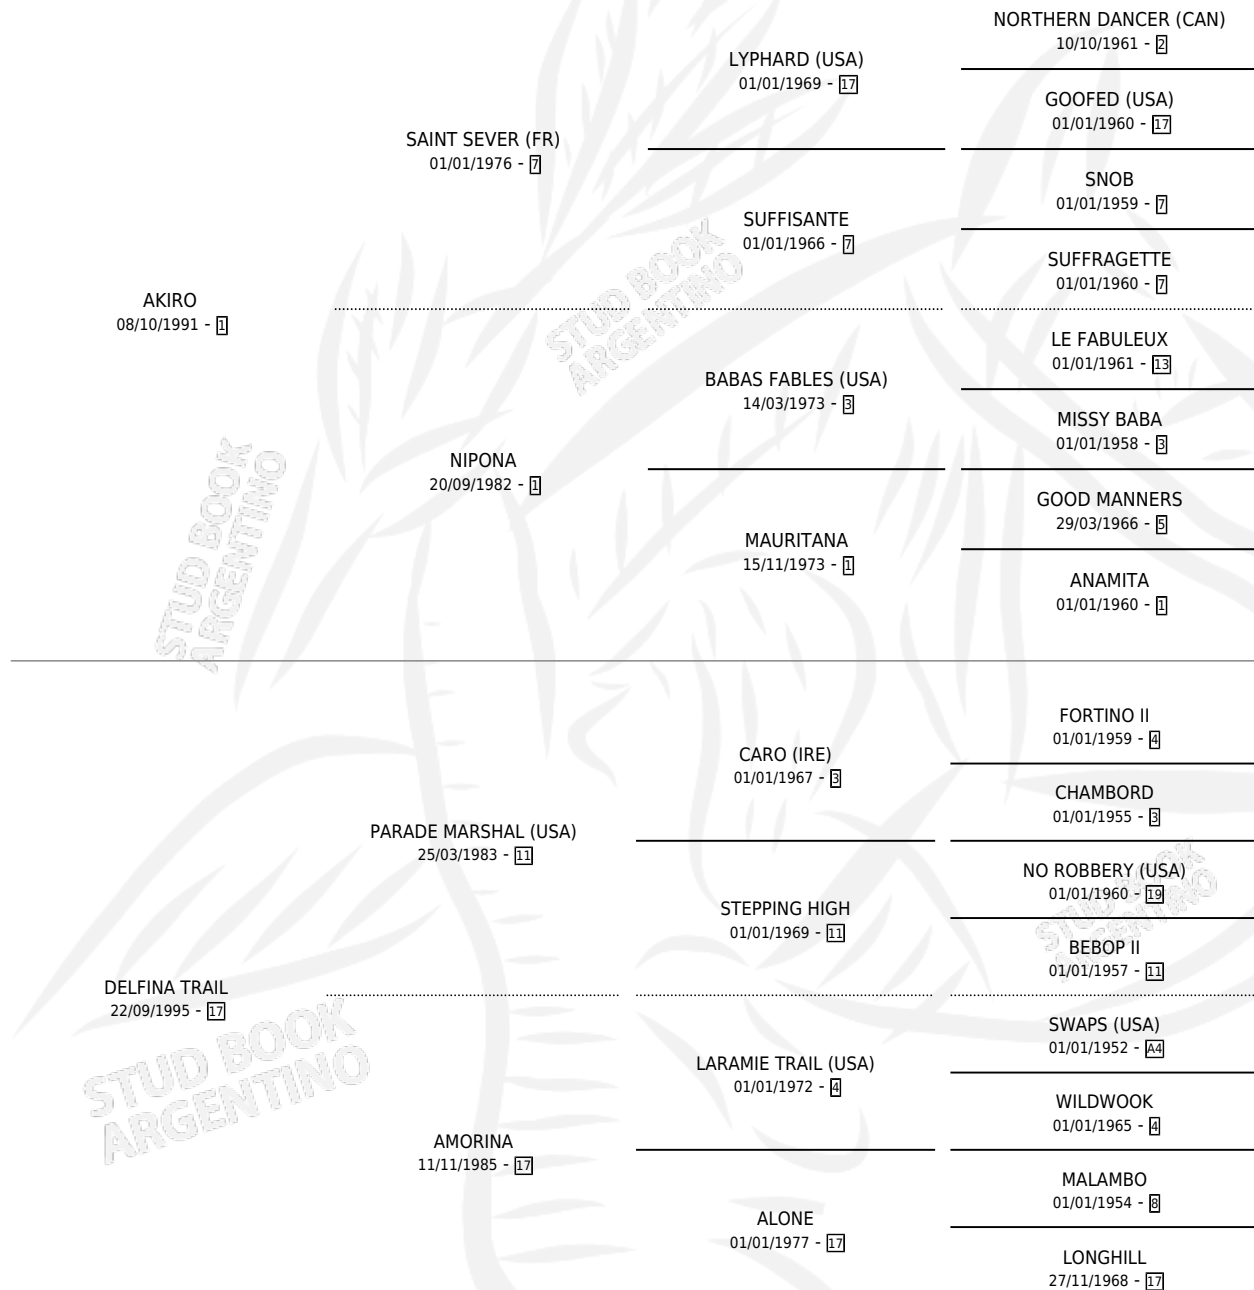 NORTHERN DANCER (CAN)
10/10/1961 - 2
LYPHARD (USA)
01/01/1969 - 17
GOOFED (USA)
01/01/1960 - 17
SAINT SEVER (FR)
01/01/1976 - 7
SNOB
01/01/1959 - 7
SUFFISANTE
01/01/1966 - 7
SUFFRAGETTE
01/01/1960 - 7
AKIRO
08/10/1991 - 1
LE FABULEUX
01/01/1961 - 13
BABAS FABLES (USA)
14/03/1973 - 3
MISSY BABA
01/01/1958 - 3
NIPONA
20/09/1982 - 1
GOOD MANNERS
29/03/1966 - 5
MAURITANA
15/11/1973 - 1
ANAMITA
01/01/1960 - 1
FORTINO II
01/01/1959 - 4
CARO (IRE)
01/01/1967 - 3
CHAMBORD
01/01/1955 - 3
PARADE MARSHAL (USA)
25/03/1983 - 11
NO ROBBERY (USA)
01/01/1960 - 19
STEPPING HIGH
01/01/1969 - 11
BEBOP II
01/01/1957 - 11
DELFINA TRAIL
22/09/1995 - 17
SWAPS (USA)
01/01/1952 - A4
LARAMIE TRAIL (USA)
01/01/1972 - 4
WILDWOOK
01/01/1965 - 4
AMORINA
11/11/1985 - 17
MALAMBO
01/01/1954 - 8
ALONE
01/01/1977 - 17
LONGHILL
27/11/1968 - 17
STUD BOOK
ARGENTINO
STUD BOOK
ARGENTINO
STUD BOOK
ARGENTINO
STUD BOOK
ARGENTINO